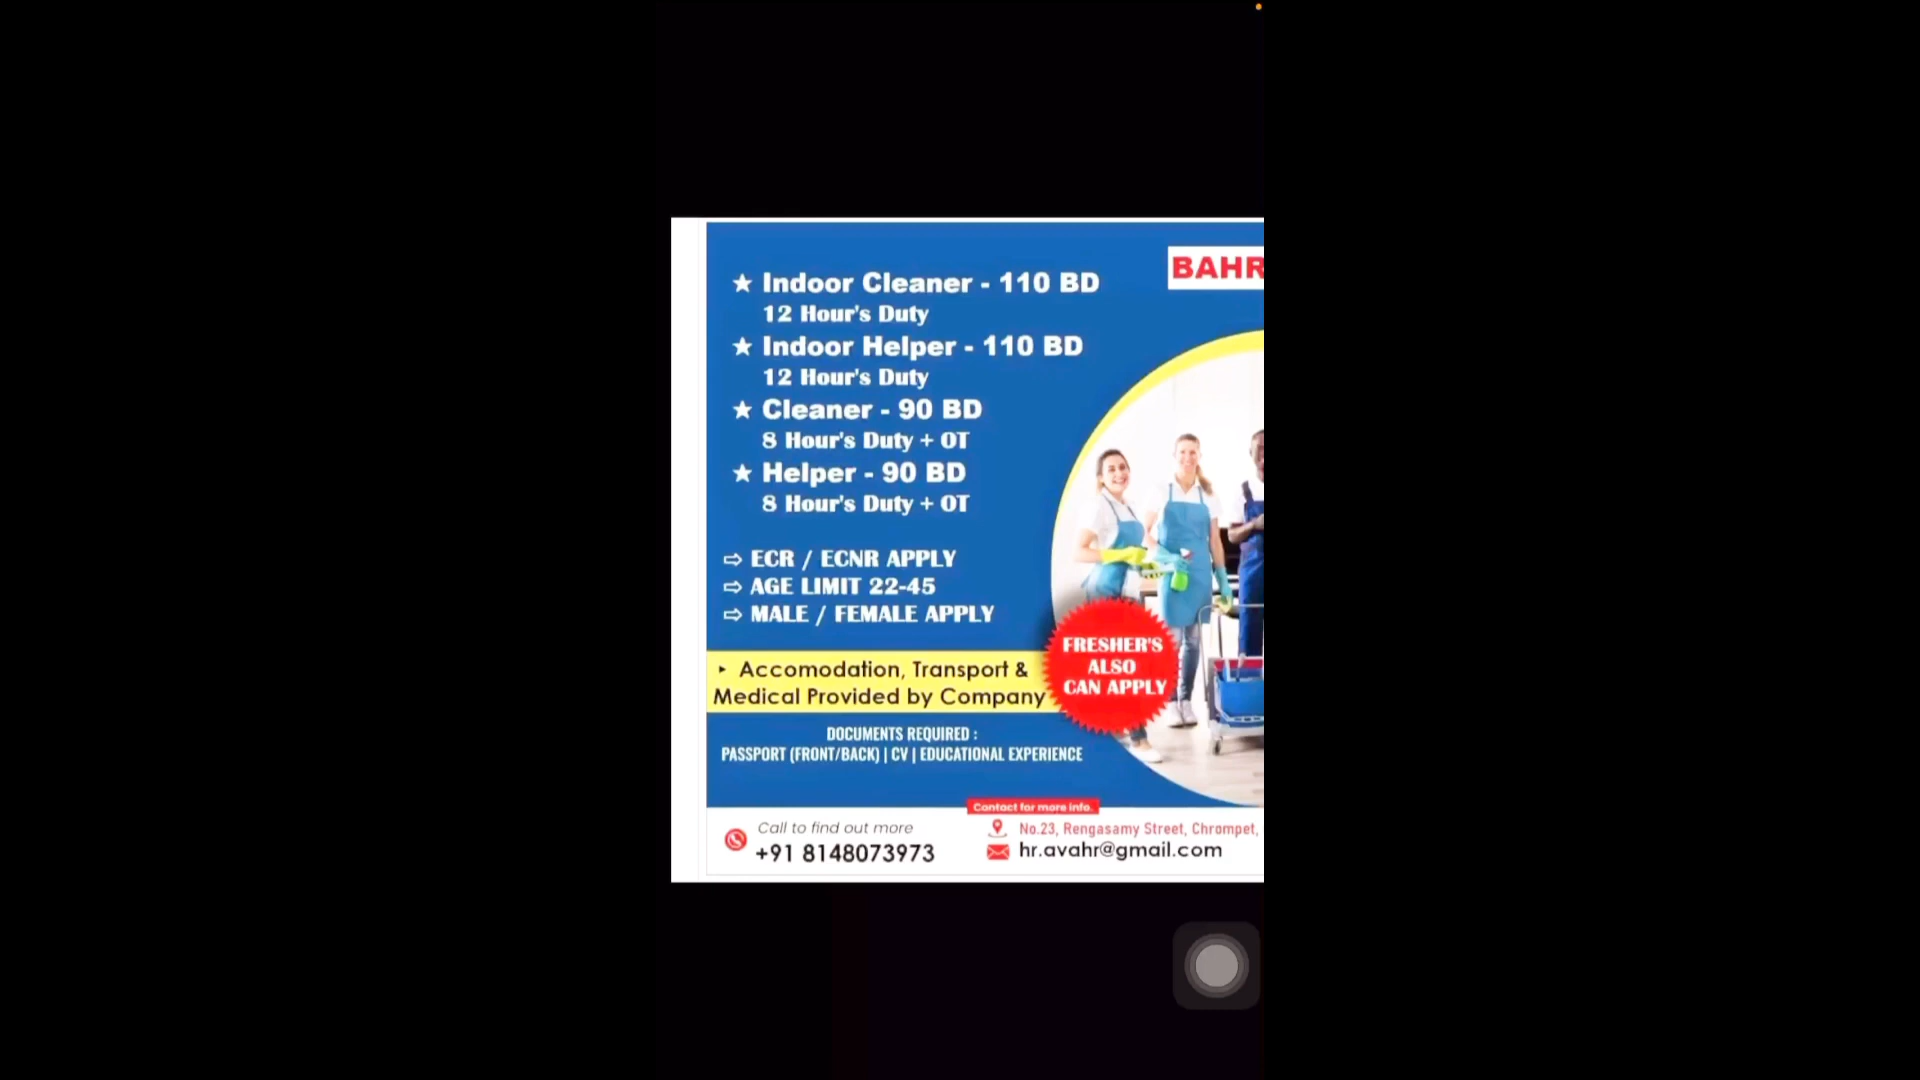 BAHR
★ Indoor Cleaner - 110 BD
12 Hour's Duty
★ Indoor Helper - 110 BD
12 Hour's Duty
★ Cleaner - 90 BD
8 Hour's Duty + OT
★ Helper - 90 BD
8 Hour's Duty + OT
⇨ ECR / ECNR APPLY
⇨ AGE LIMIT 22-45
⇨ MALE / FEMALE APPLY
FRESHER'S
ALSO
CAN APPLY
‣ Accomodation, Transport &
Medical Provided by Company
DOCUMENTS REQUIRED :
PASSPORT (FRONT/BACK) | CV | EDUCATIONAL EXPERIENCE
Contact for more info.
Call to find out more
+91 8148073973
No.23, Rengasamy Street, Chrompet,
hr.avahr@gmail.com